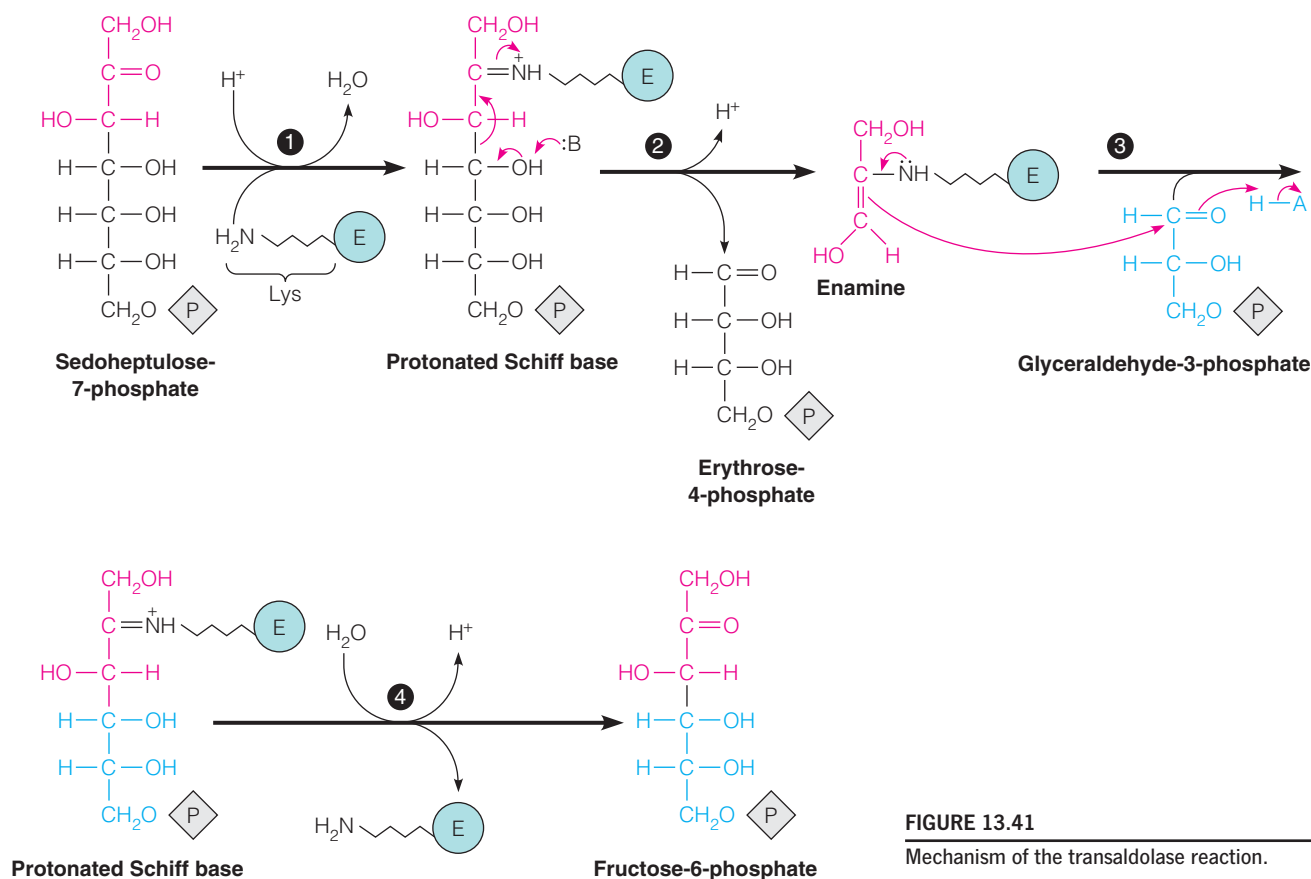 CH2OH
C=O
HO—C—H
H—C—OH
H—C—OH
H—C—OH
CH2O P
Sedoheptulose-
7-phosphate
H+
H2O
1
H2N E
Lys
CH2OH
C=NH+ E
HO—C—H
:B
H—C—OH
H—C—OH
H—C—OH
CH2O P
Protonated Schiff base
2
H+
H—C=O
H—C—OH
H—C—OH
CH2O P
Erythrose-
4-phosphate
CH2OH
C—N̈H E
C
HO H
Enamine
3
H—C=O H—A
H—C—OH
CH2O P
Glyceraldehyde-3-phosphate
CH2OH
C=NH+ E
HO—C—H
H—C—OH
H—C—OH
CH2O P
Protonated Schiff base
H2O
H+
4
H2N E
CH2OH
C=O
HO—C—H
H—C—OH
H—C—OH
CH2O P
Fructose-6-phosphate
FIGURE 13.41
Mechanism of the transaldolase reaction.